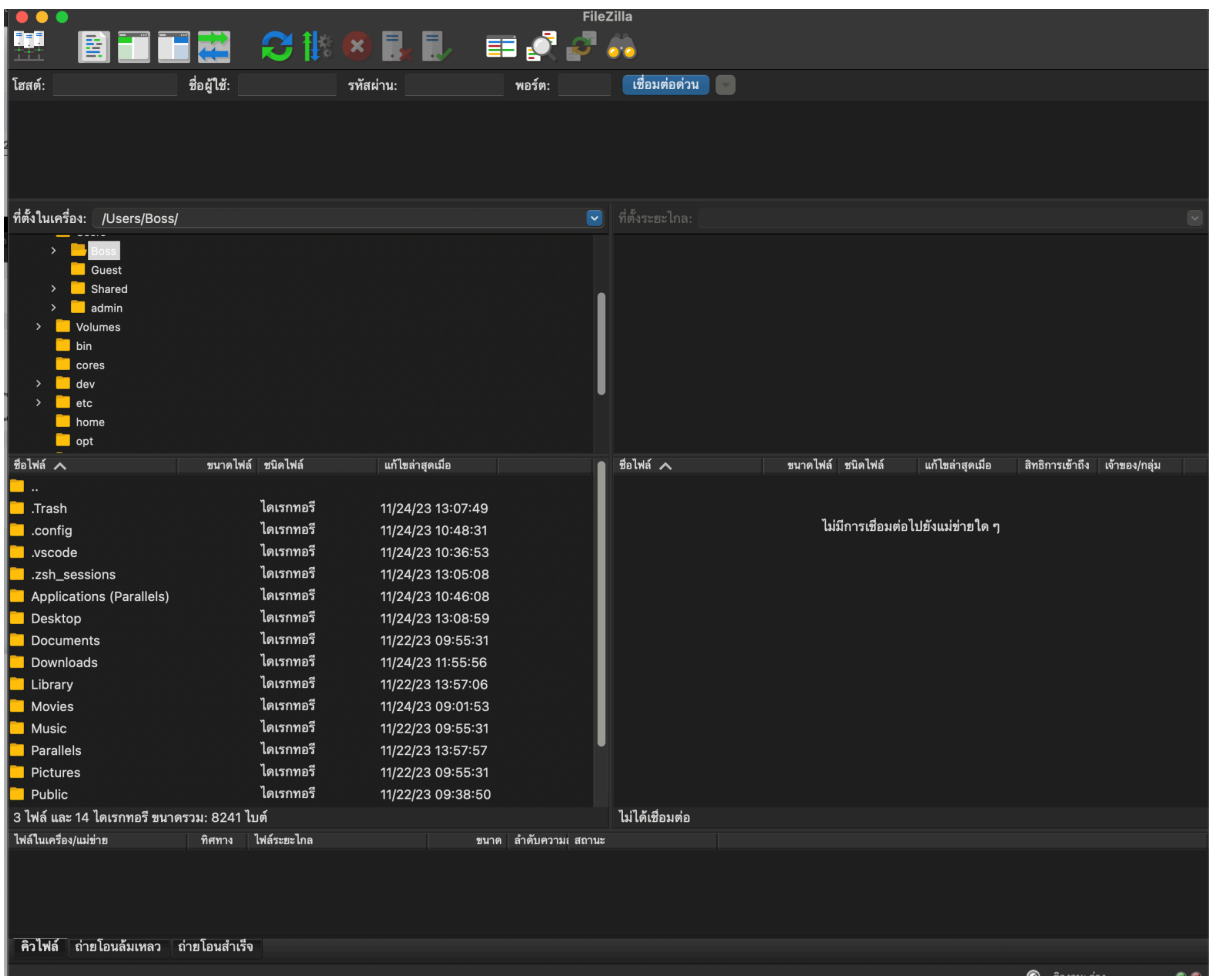 FileZilla
โฮสต์: ชื่อผู้ใช้: รหัสผ่าน: พอร์ต: เชื่อมต่อด่วน
ที่ตั้งในเครื่อง: /Users/Boss/
ที่ตั้งระยะไกล:
Boss
Guest
Shared
admin
Volumes
bin
cores
dev
etc
home
opt
ชื่อไฟล์ ขนาดไฟล์ ชนิดไฟล์ แก้ไขล่าสุดเมื่อ
..
.Trash ไดเรกทอรี 11/24/23 13:07:49
.config ไดเรกทอรี 11/24/23 10:48:31
.vscode ไดเรกทอรี 11/24/23 10:36:53
.zsh_sessions ไดเรกทอรี 11/24/23 13:05:08
Applications (Parallels) ไดเรกทอรี 11/24/23 10:46:08
Desktop ไดเรกทอรี 11/24/23 13:08:59
Documents ไดเรกทอรี 11/22/23 09:55:31
Downloads ไดเรกทอรี 11/24/23 11:55:56
Library ไดเรกทอรี 11/22/23 13:57:06
Movies ไดเรกทอรี 11/24/23 09:01:53
Music ไดเรกทอรี 11/22/23 09:55:31
Parallels ไดเรกทอรี 11/22/23 13:57:57
Pictures ไดเรกทอรี 11/22/23 09:55:31
Public ไดเรกทอรี 11/22/23 09:38:50
3 ไฟล์ และ 14 ไดเรกทอรี ขนาดรวม: 8241 ไบต์
ชื่อไฟล์ ขนาดไฟล์ ชนิดไฟล์ แก้ไขล่าสุดเมื่อ สิทธิการเข้าถึง เจ้าของ/กลุ่ม
ไม่มีการเชื่อมต่อไปยังแม่ข่ายใด ๆ
ไม่ได้เชื่อมต่อ
ไฟล์ในเครื่อง/แม่ข่าย ทิศทาง ไฟล์ระยะไกล ขนาด ลำดับความ สถานะ
คิวไฟล์ ถ่ายโอนล้มเหลว ถ่ายโอนสำเร็จ